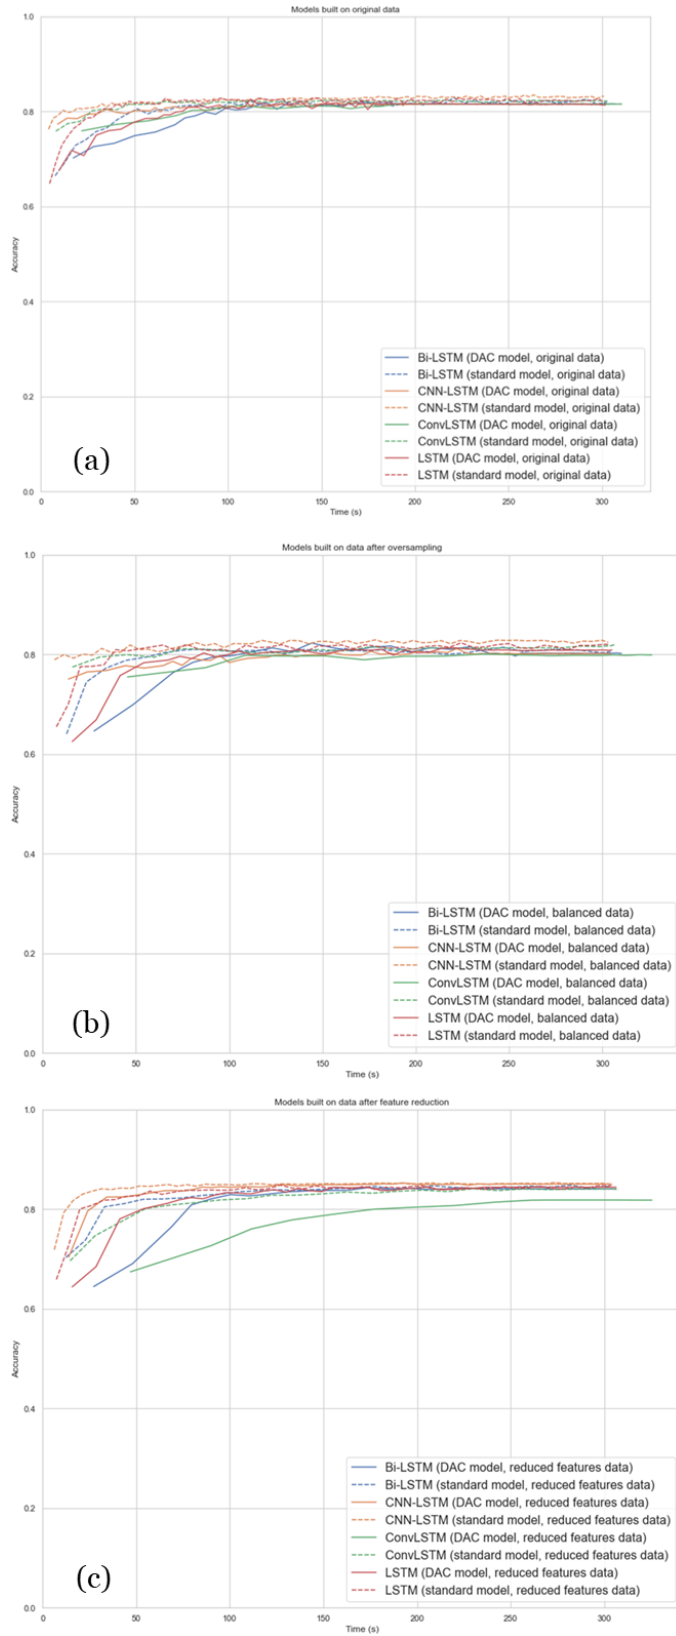 Models built on original data
1.0
0.8
0.6
0.4
0.2
0.0
Accuracy
0 50 100 150 200 250 300
Time (s)
Bi-LSTM (DAC model, original data)
Bi-LSTM (standard model, original data)
CNN-LSTM (DAC model, original data)
CNN-LSTM (standard model, original data)
ConvLSTM (DAC model, original data)
ConvLSTM (standard model, original data)
LSTM (DAC model, original data)
LSTM (standard model, original data)
(a)
Models built on data after oversampling
1.0
0.8
0.6
0.4
0.2
0.0
Accuracy
0 50 100 150 200 250 300
Time (s)
Bi-LSTM (DAC model, balanced data)
Bi-LSTM (standard model, balanced data)
CNN-LSTM (DAC model, balanced data)
CNN-LSTM (standard model, balanced data)
ConvLSTM (DAC model, balanced data)
ConvLSTM (standard model, balanced data)
LSTM (DAC model, balanced data)
LSTM (standard model, balanced data)
(b)
Models built on data after feature reduction
1.0
0.8
0.6
0.4
0.2
0.0
Accuracy
0 50 100 150 200 250 300
Time (s)
Bi-LSTM (DAC model, reduced features data)
Bi-LSTM (standard model, reduced features data)
CNN-LSTM (DAC model, reduced features data)
CNN-LSTM (standard model, reduced features data)
ConvLSTM (DAC model, reduced features data)
ConvLSTM (standard model, reduced features data)
LSTM (DAC model, reduced features data)
LSTM (standard model, reduced features data)
(c)